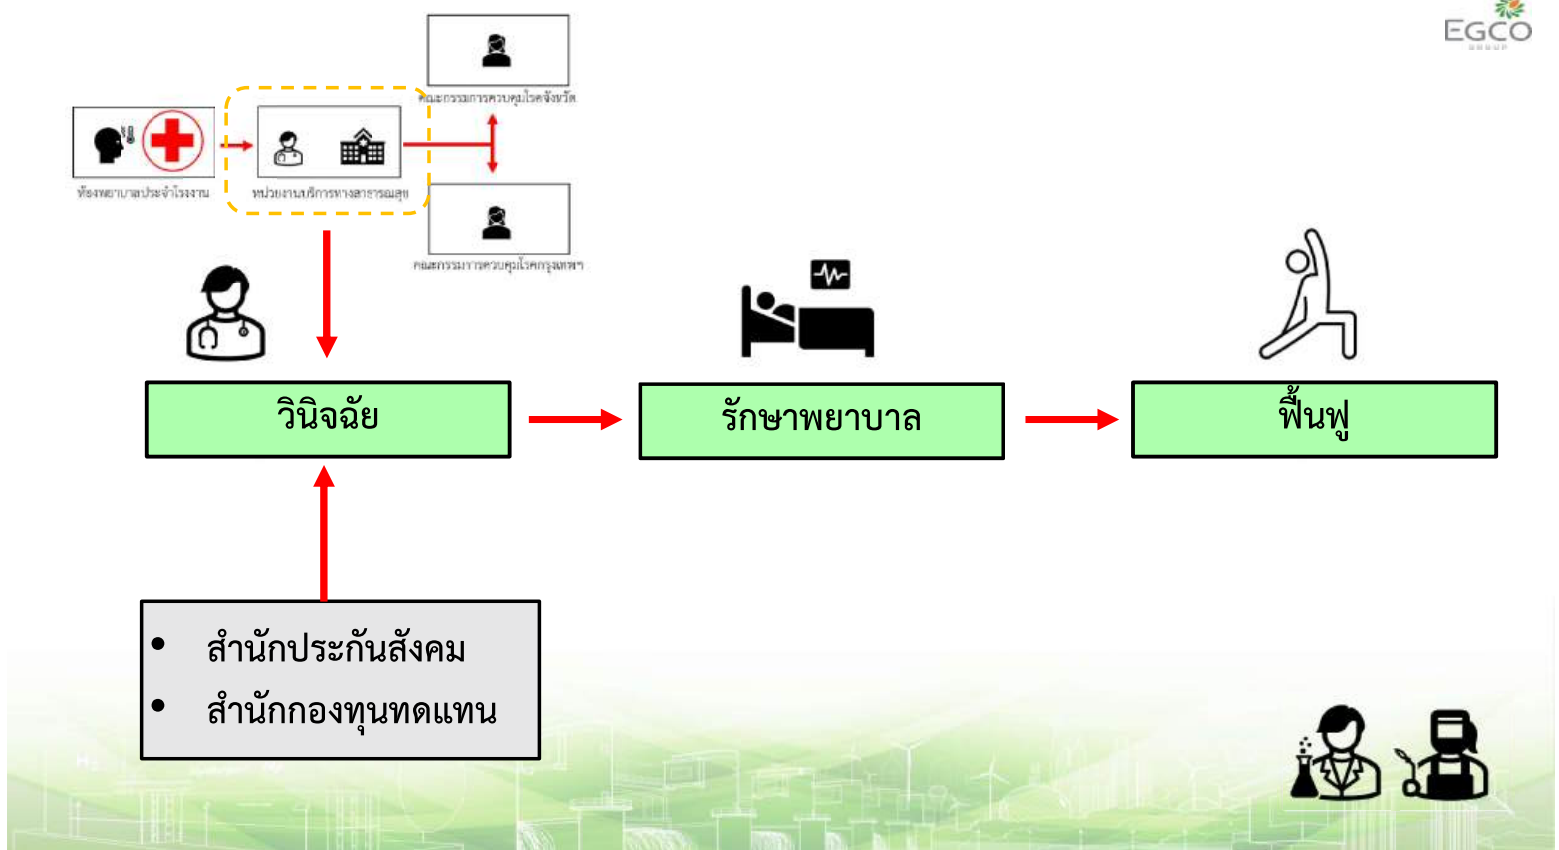 EGCO
GROUP
คณะกรรมการควบคุมโรคจังหวัด
ห้องพยาบาลประจำโรงงาน
หน่วยงานบริการทางสาธารณสุข
คณะกรรมการควบคุมโรคกรุงเทพฯ
วินิจฉัย
รักษาพยาบาล
ฟื้นฟู
• สำนักประกันสังคม
• สำนักกองทุนทดแทน